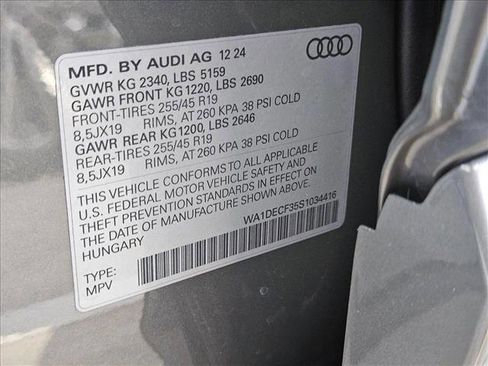 MFD. BY AUDI AG 12 24
GVWR KG 2340, LBS 5159
GAWR FRONT KG 1220, LBS 2690
FRONT-TIRES 255/45 R19
8,5JX19 RIMS, AT 260 KPA 38 PSI COLD
GAWR REAR KG 1200, LBS 2646
REAR-TIRES 255/45 R19
8,5JX19 RIMS, AT 260 KPA 38 PSI COLD
THIS VEHICLE CONFORMS TO ALL APPLICABLE
U.S. FEDERAL MOTOR VEHICLE SAFETY AND
THEFT PREVENTION STANDARDS IN EFFECT ON
THE DATE OF MANUFACTURE SHOWN ABOVE.
HUNGARY
WA1DECF35S1034416
TYPE:
MPV